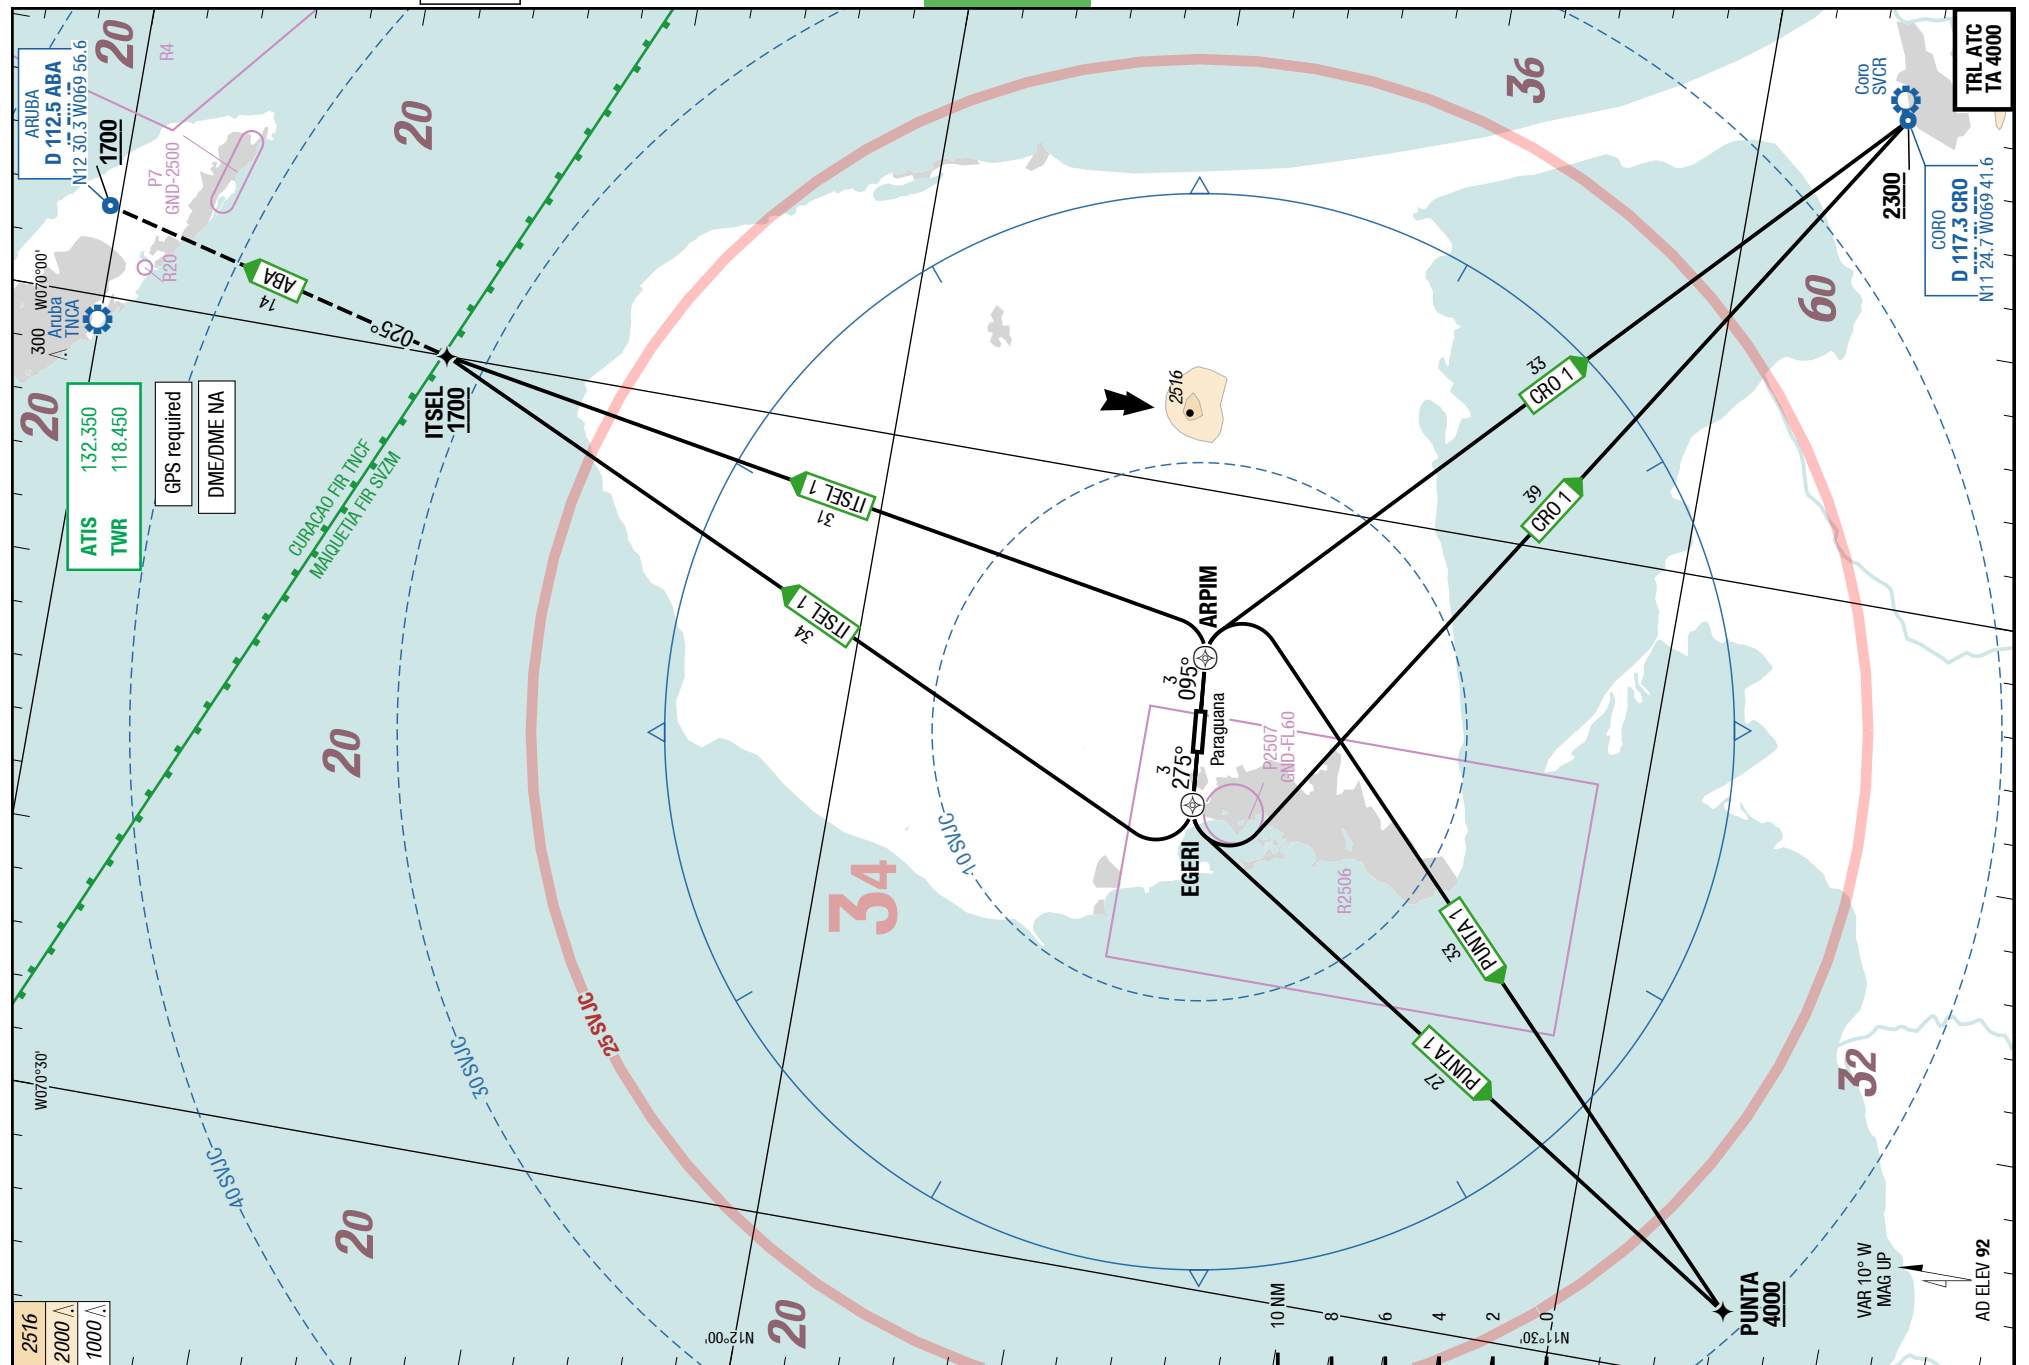 ARUBA
D 112.5 ABA
N12 30.3 W069 56.6
1700
20
R4
P7
GND-2500
R20
300
W070°00'
Aruba
TNCA
20
20
ABA
14
025°
ATIS 132.350
TWR 118.450
GPS required
DME/DME NA
CURACAO FIR TNCF
MAIQUETIA FIR SVZM
ITSEL
1700
36
Coro
SVCR
TRL ATC
TA 4000
2300
CORO
D 117.3 CRO
N11 24.7 W069 41.6
60
2516
33
CRO 1
39
CRO 1
ITSEL 1
31
ITSEL 1
34
ARPIM
3
095°
Paraguana
3
275°
EGERI
P2507
GND-FL60
R2506
10 SVJC
34
20
25 SVJC
30 SVJC
40 SVJC
W070°30'
20
20
PUNTA 1
33
PUNTA 1
27
32
PUNTA
4000
VAR 10° W
MAG UP
AD ELEV 92
N12°00'
N11°30'
10 NM
8
6
4
2
0
2516
2000
1000